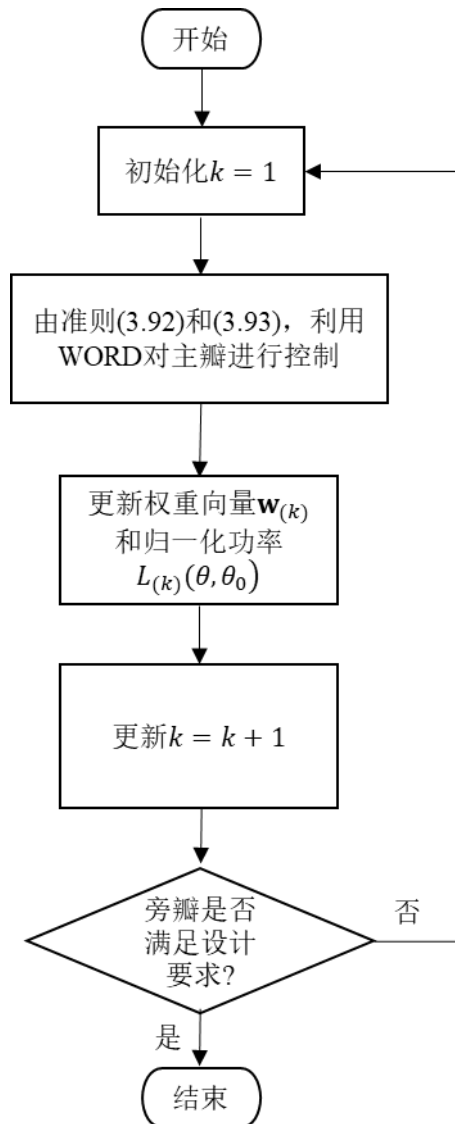 开始
初始化k = 1
由准则(3.92)和(3.93)，利用
WORD对主瓣进行控制
更新权重向量𝐰₍ₖ₎
和归一化功率
L₍ₖ₎(θ, θ₀)
更新k = k + 1
旁瓣是否
满足设计
要求?
否
是
结束